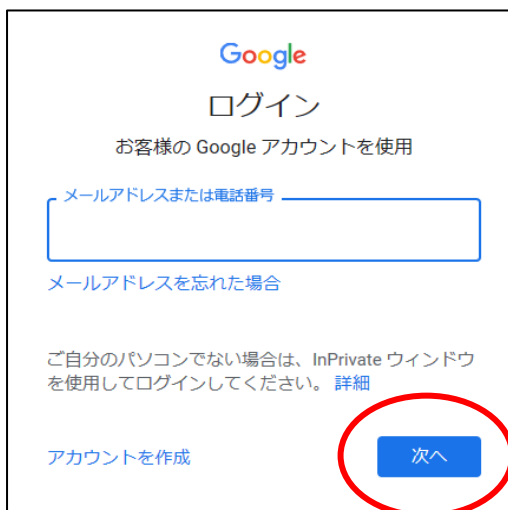 Google
ログイン
お客様の Google アカウントを使用
メールアドレスまたは電話番号
メールアドレスを忘れた場合
ご自分のパソコンでない場合は、InPrivate ウィンドウ
を使用してログインしてください。 詳細
アカウントを作成
次へ